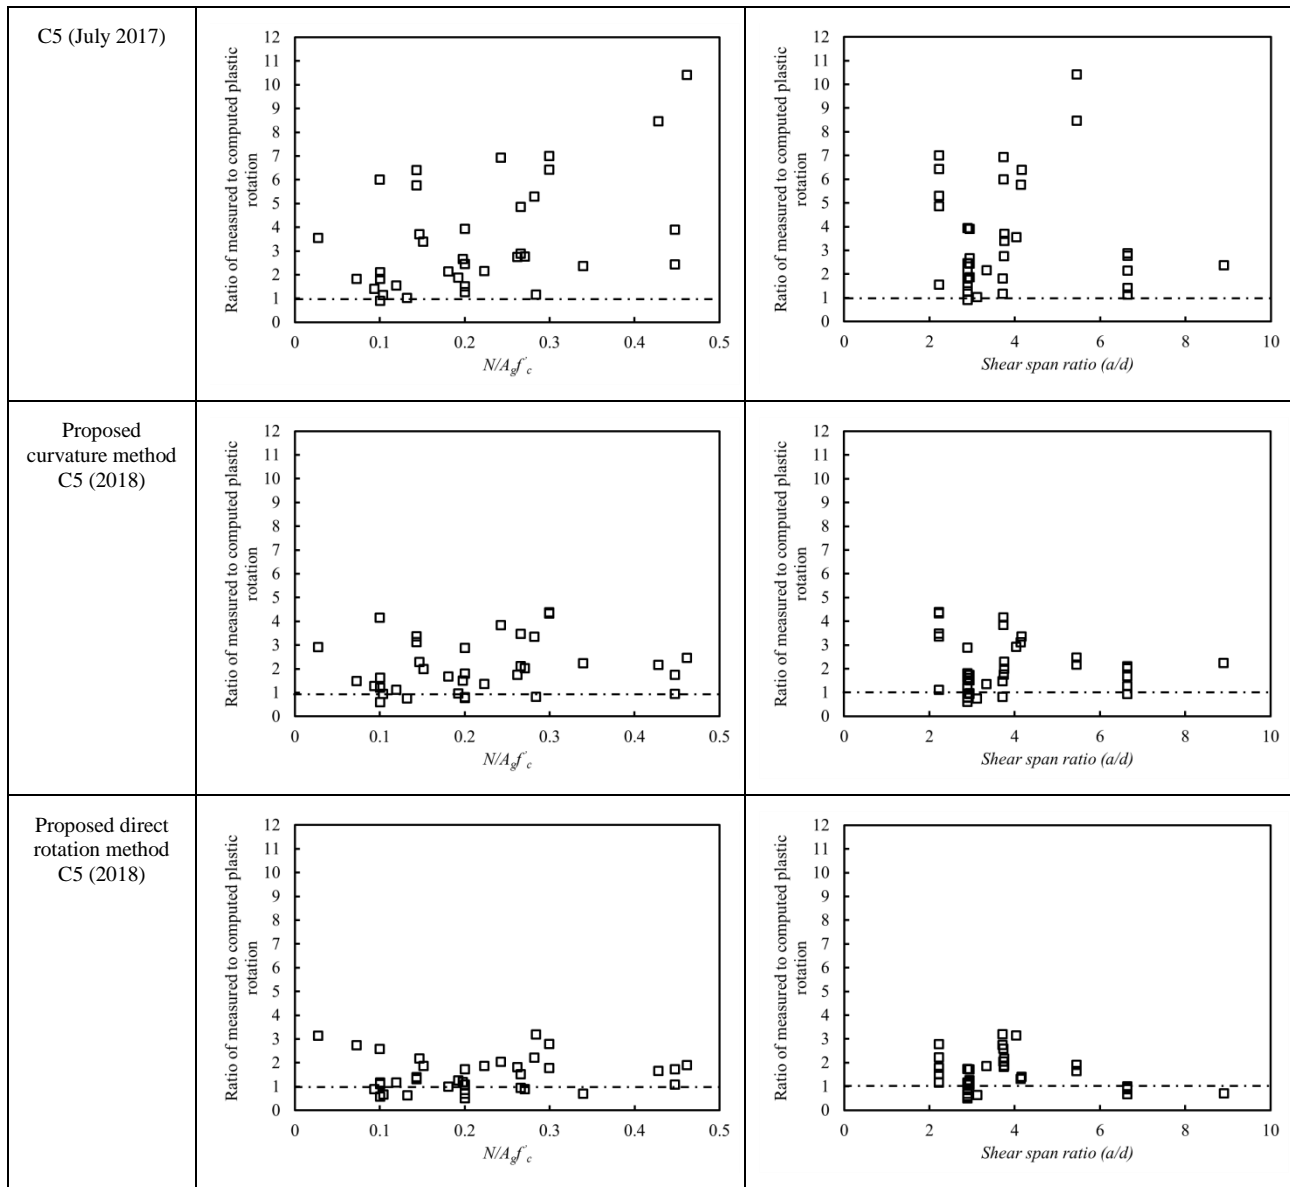 C5 (July 2017)
Ratio of measured to computed plastic
rotation
12
11
10
9
8
7
6
5
4
3
2
1
0
0 0.1 0.2 0.3 0.4 0.5
N/Agf'c
Ratio of measured to computed plastic
rotation
12
11
10
9
8
7
6
5
4
3
2
1
0
0 2 4 6 8 10
Shear span ratio (a/d)
Proposed
curvature method
C5 (2018)
Ratio of measured to computed plastic
rotation
12
11
10
9
8
7
6
5
4
3
2
1
0
0 0.1 0.2 0.3 0.4 0.5
N/Agf'c
Ratio of measured to computed plastic
rotation
12
11
10
9
8
7
6
5
4
3
2
1
0
0 2 4 6 8 10
Shear span ratio (a/d)
Proposed direct
rotation method
C5 (2018)
Ratio of measured to computed plastic
rotation
12
11
10
9
8
7
6
5
4
3
2
1
0
0 0.1 0.2 0.3 0.4 0.5
N/Agf'c
Ratio of measured to computed plastic
rotation
12
11
10
9
8
7
6
5
4
3
2
1
0
0 2 4 6 8 10
Shear span ratio (a/d)